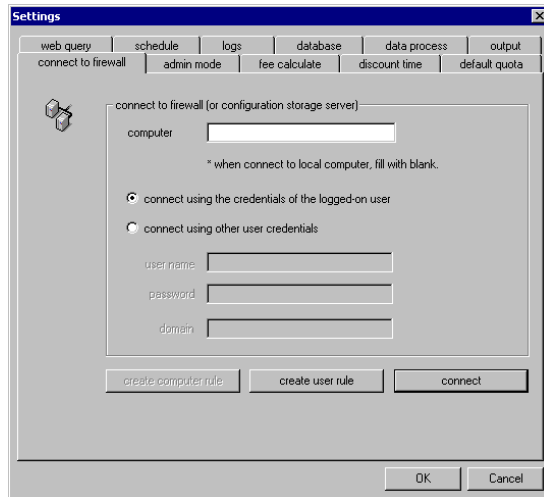 Settings
web query schedule logs database data process output
connect to firewall admin mode fee calculate discount time default quota
connect to firewall (or configuration storage server)
computer
* when connect to local computer, fill with blank.
connect using the credentials of the logged-on user
connect using other user credentials
user name
password
domain
create computer rule create user rule connect
OK Cancel